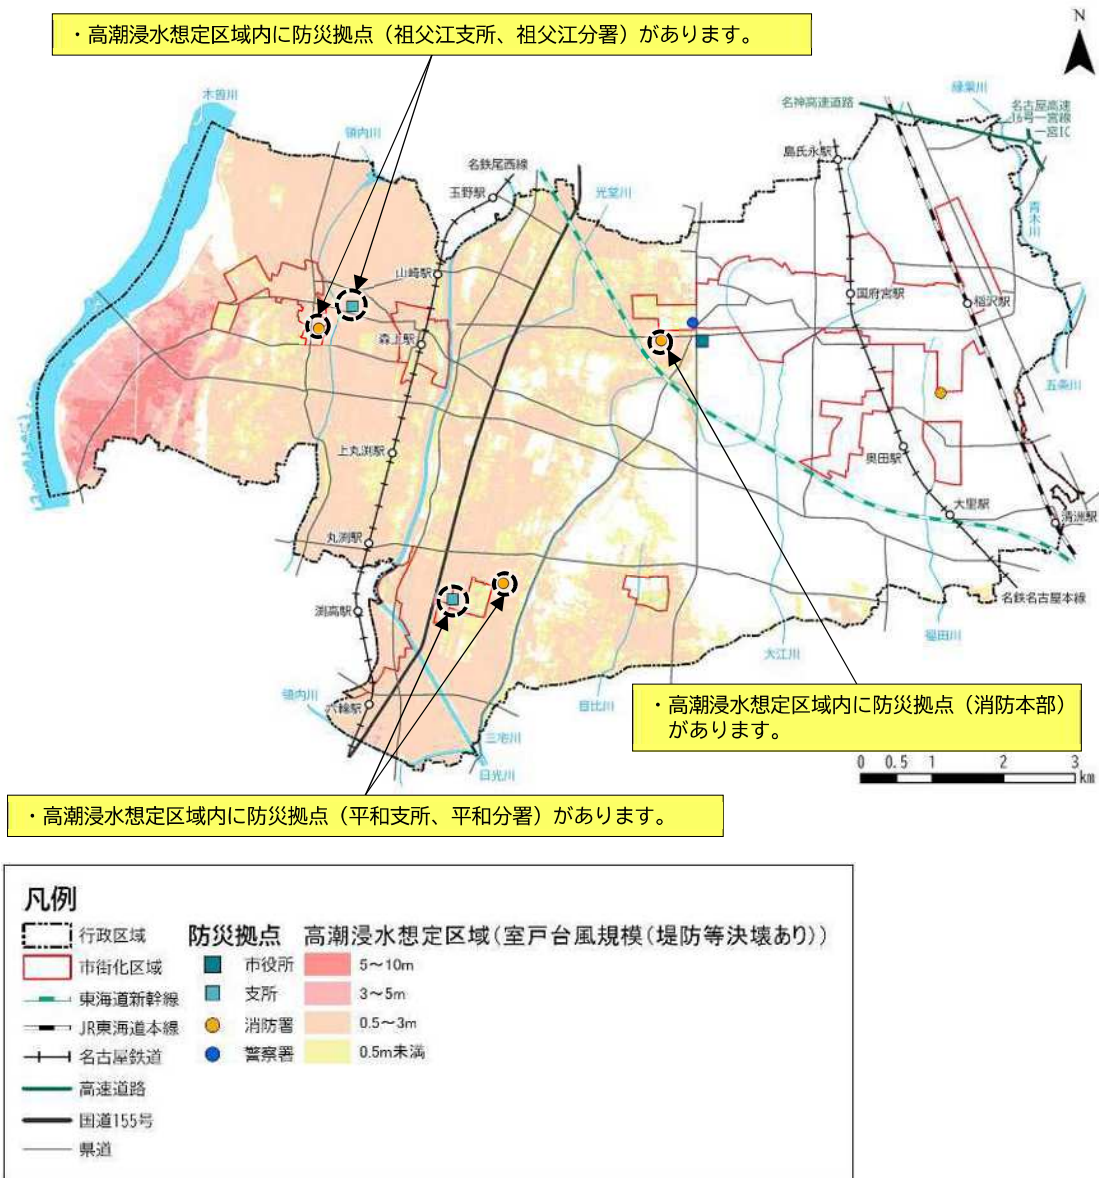 ・高潮浸水想定区域内に防災拠点（祖父江支所、祖父江分署）があります。
N
木曽川
領内川
名鉄尾西線
玉野駅
光堂川
名神高速道路
緑葉川
名古屋高速
16号一宮線
一宮IC
島氏永駅
青木川
山崎駅
国府宮駅
稲沢駅
森上駅
五条川
上丸渕駅
奥田駅
大里駅
清洲駅
丸渕駅
渕高駅
名鉄名古屋本線
福田川
大江川
領内川
六輪駅
目比川
三宅川
日光川
・高潮浸水想定区域内に防災拠点（消防本部）
があります。
0 0.5 1 2 3
km
・高潮浸水想定区域内に防災拠点（平和支所、平和分署）があります。
凡例
行政区域
市街化区域
東海道新幹線
JR東海道本線
名古屋鉄道
高速道路
国道155号
県道
防災拠点
市役所
支所
消防署
警察署
高潮浸水想定区域(室戸台風規模(堤防等決壊あり))
5～10m
3～5m
0.5～3m
0.5m未満